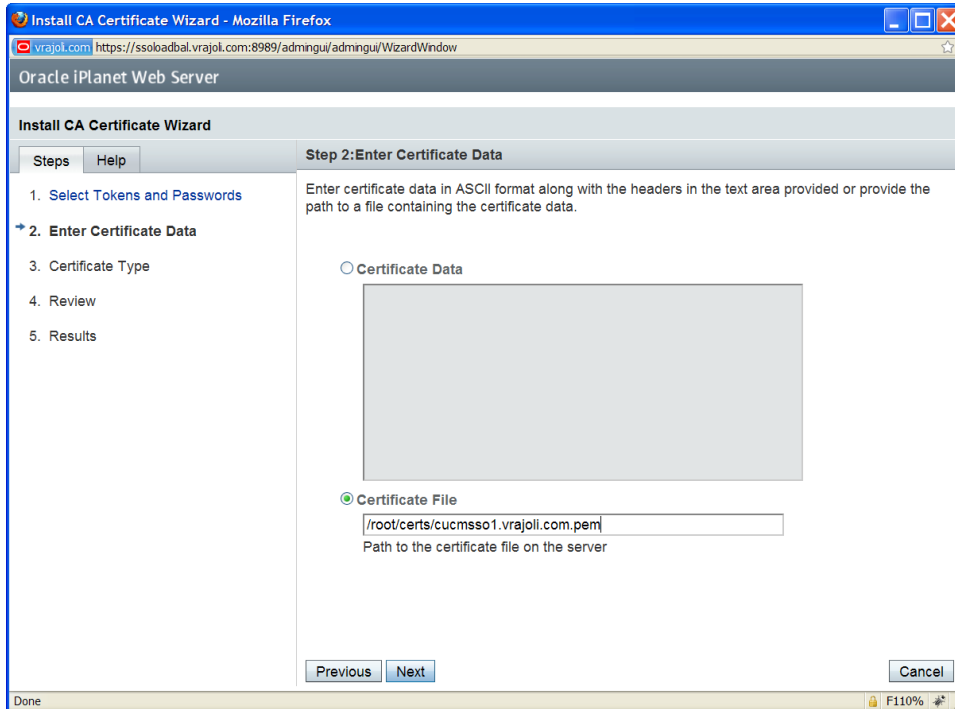 Install CA Certificate Wizard - Mozilla Firefox
vrajoli.com https://ssoloadbal.vrajoli.com:8989/admingui/admingui/WizardWindow
Oracle iPlanet Web Server
Install CA Certificate Wizard
Steps Help
1. Select Tokens and Passwords
2. Enter Certificate Data
3. Certificate Type
4. Review
5. Results
Step 2:Enter Certificate Data
Enter certificate data in ASCII format along with the headers in the text area provided or provide the
path to a file containing the certificate data.
Certificate Data
Certificate File
/root/certs/cucmsso1.vrajoli.com.pem
Path to the certificate file on the server
Previous Next Cancel
Done F110%